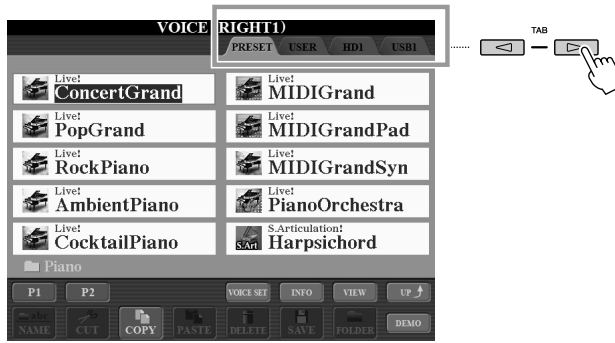 VOICE (RIGHT1)
PRESET USER HD1 USB1
TAB
Live!
ConcertGrand
Live!
MIDIGrand
Live!
PopGrand
Live!
MIDIGrandPad
Live!
RockPiano
Live!
MIDIGrandSyn
Live!
AmbientPiano
Live!
PianoOrchestra
Live!
CocktailPiano
S.Articulation!
S.Art Harpsichord
Piano
P1 P2 VOICE SET INFO VIEW UP
abc
NAME CUT COPY PASTE DELETE SAVE FOLDER DEMO